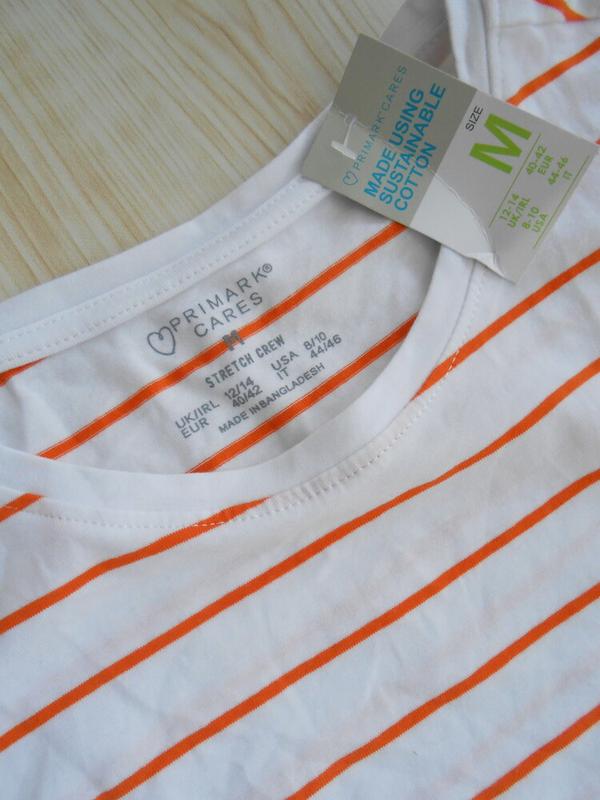 PRIMARK CARES
MADE USING
SUSTAINABLE
COTTON
SIZE
M
12-14
UK/IRL
40-42
EUR
8-10
USA
44-46
IT
PRIMARK®
CARES
M
STRETCH CREW
UK/IRL 12/14 USA 8/10
EUR 40/42 IT 44/46
MADE IN BANGLADESH